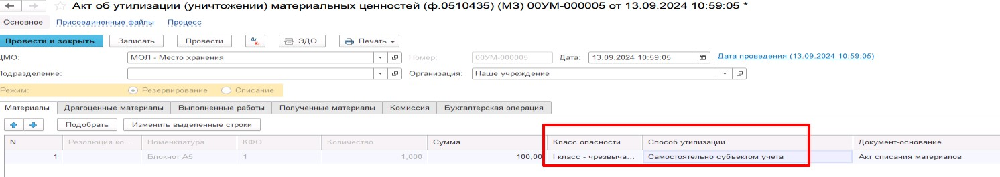 Акт об утилизации (уничтожении) материальных ценностей (ф.0510435) (МЗ) 00УМ-000005 от 13.09.2024 10:59:05 *
Основное Присоединенные файлы Процесс
Провести и закрыть Записать Провести Дт Кт ЭДО Печать
ЦМО: МОЛ - Место хранения Номер: 00УМ-000005 Дата: 13.09.2024 10:59:05 Дата проведения (13.09.2024 10:59:05)
Подразделение: Организация: Наше учреждение
Режим: Резервирование Списание
Материалы Драгоценные материалы Выполненные работы Полученные материалы Комиссия Бухгалтерская операция
Подобрать Изменить выделенные строки
N Резолюция ко... Номенклатура КФО Количество Сумма Класс опасности Способ утилизации Документ-основание
1 Блокнот А5 1 1,000 100,00 I класс - чрезвыча... Самостоятельно субъектом учета Акт списания материалов